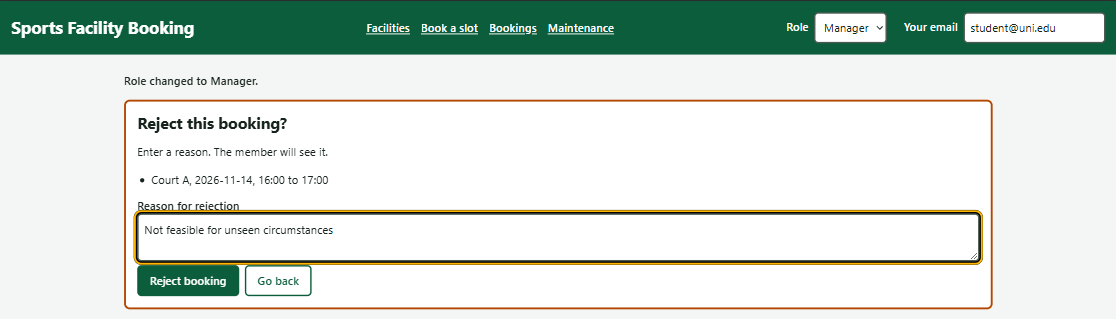 Sports Facility Booking
Facilities Book a slot Bookings Maintenance
Role Manager Your email student@uni.edu
Role changed to Manager.
Reject this booking?
Enter a reason. The member will see it.
• Court A, 2026-11-14, 16:00 to 17:00
Reason for rejection
Not feasible for unseen circumstances
Reject booking Go back